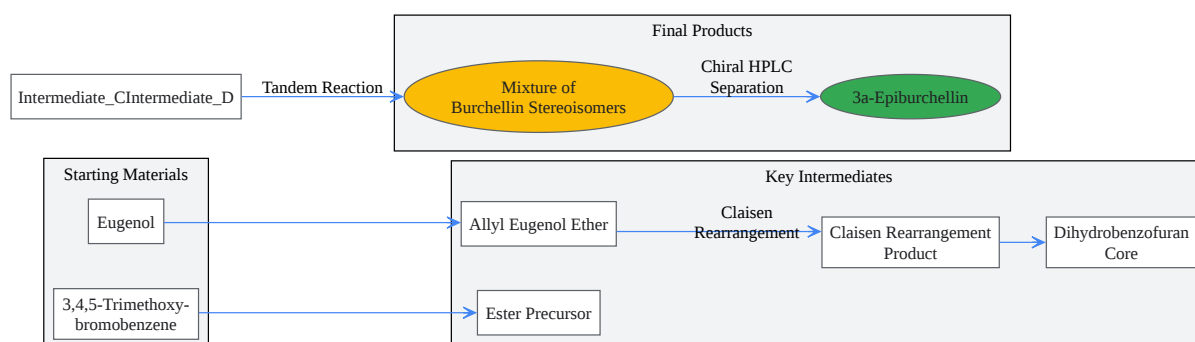 Final Products
Intermediate_CIntermediate_D
Tandem Reaction
Mixture of
Burchellin Stereoisomers
Chiral HPLC
Separation
3a-Epiburchellin
Starting Materials
Eugenol
3,4,5-Trimethoxy-
bromobenzene
Key Intermediates
Allyl Eugenol Ether
Claisen
Rearrangement
Claisen Rearrangement
Product
Dihydrobenzofuran
Core
Ester Precursor